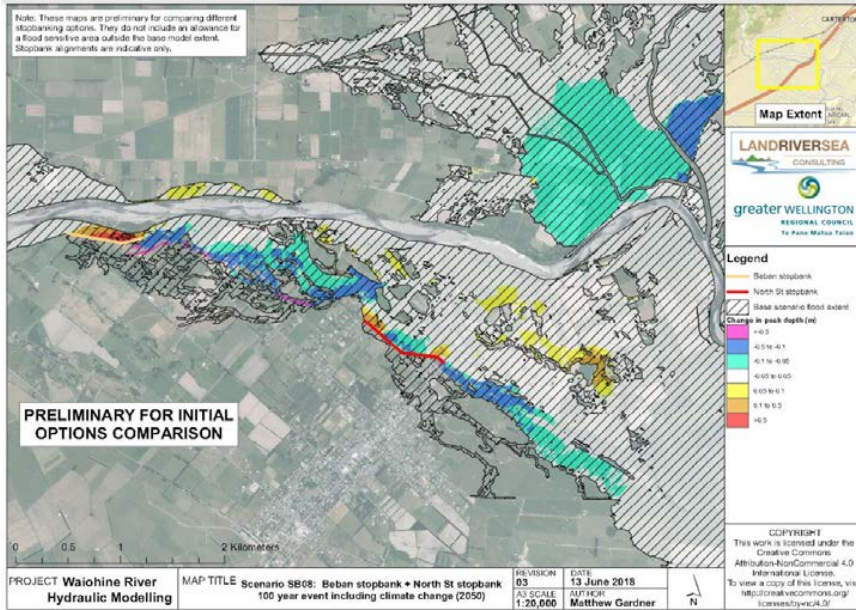 Note: These maps are preliminary for comparing different
stopbanking options. They do not include an allowance for
a flood sensitive area outside the base model extent.
Stopbank alignments are indicative only.
CARTERTON
Map Extent
LANDRIVERSEA
CONSULTING
greater WELLINGTON
REGIONAL COUNCIL
Te Pane Matua Taiao
Legend
Beban stopbank
North St stopbank
Base scenario flood extent
Change in peak depth (m)
-0.5 to -0.1
-0.1 to -0.05
-0.05 to 0.05
0.05 to 0.1
0.1 to 0.5
>0.5
PRELIMINARY FOR INITIAL
OPTIONS COMPARISON
0 0.5 1 2 Kilometers
PROJECT Waiohine River
Hydraulic Modelling
MAP TITLE Scenario SB08: Beban stopbank + North St stopbank
100 year event including climate change (2050)
REVISION
03
A3 SCALE
1:20,000
DATE
13 June 2018
AUTHOR
Matthew Gardner
N
COPYRIGHT
This work is licensed under the
Creative Commons
Attribution-NonCommercial 4.0
International License.
To view a copy of this license, visit
http://creativecommons.org/
licenses/by-nc/4.0/